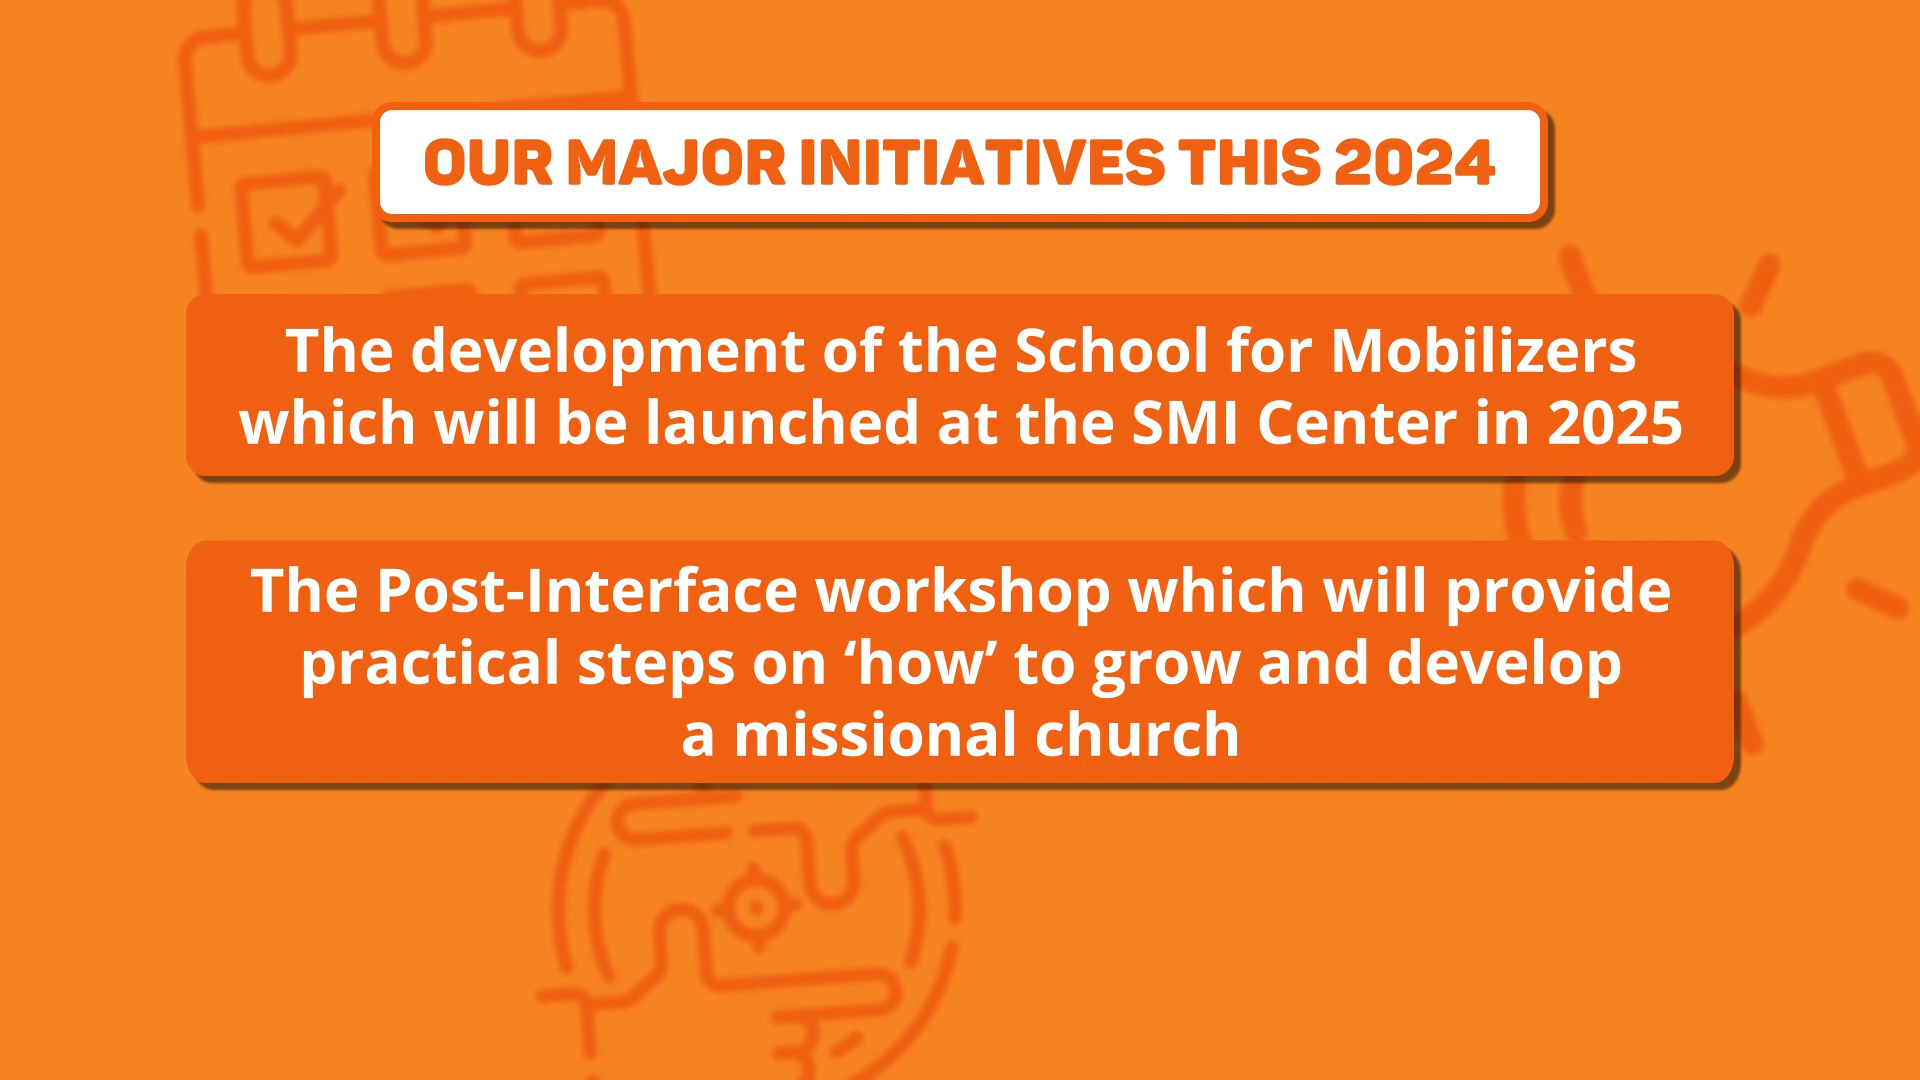 OUR MAJOR INITIATIVES THIS 2024
The development of the School for Mobilizers
which will be launched at the SMI Center in 2025
The Post-Interface workshop which will provide
practical steps on ‘how’ to grow and develop
a missional church